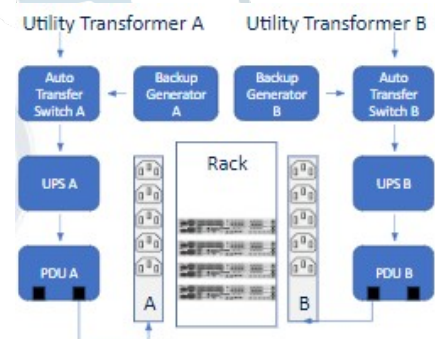 Utility Transformer A
Utility Transformer B
Auto
Transfer
Switch A
Backup
Generator
A
Backup
Generator
B
Auto
Transfer
Switch B
UPS A
Rack
UPS B
PDU A
PDU B
A
B